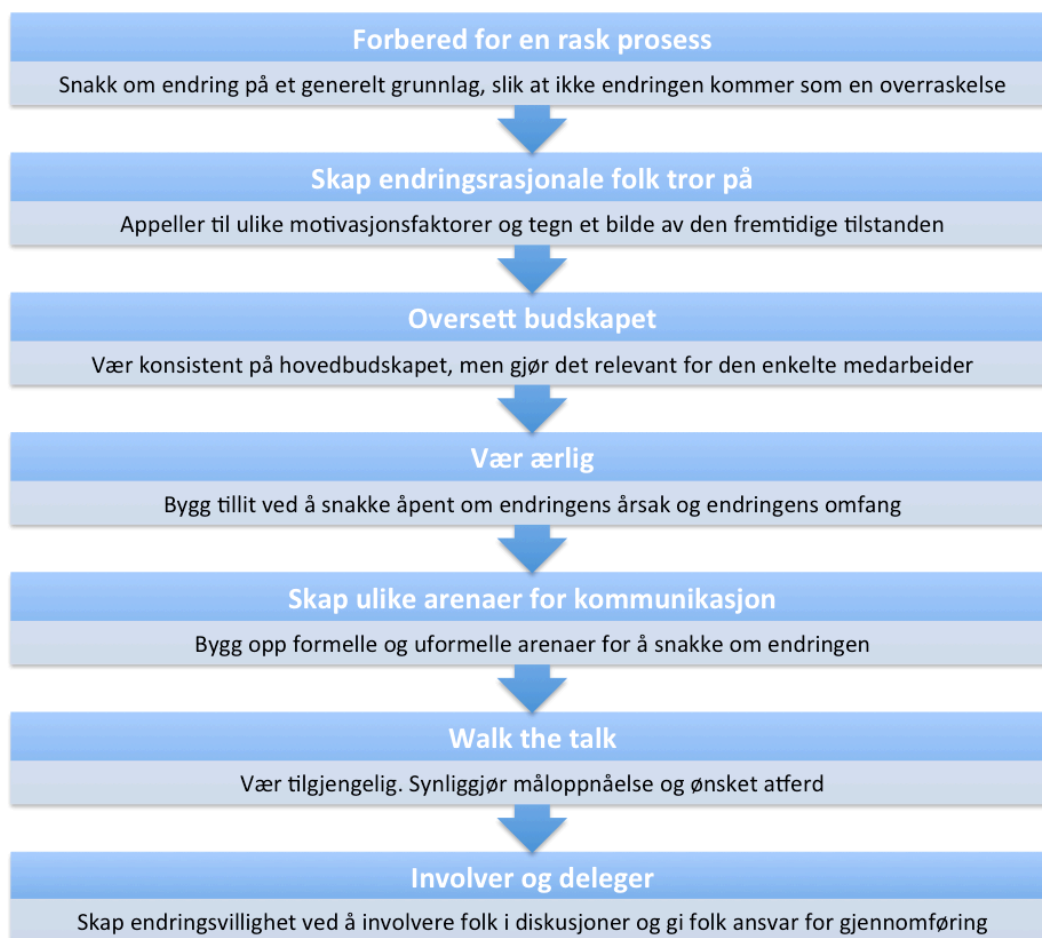 Forbered for en rask prosess
Snakk om endring på et generelt grunnlag, slik at ikke endringen kommer som en overraskelse
Skap endringsrasjonale folk tror på
Appeller til ulike motivasjonsfaktorer og tegn et bilde av den fremtidige tilstanden
Oversett budskapet
Vær konsistent på hovedbudskapet, men gjør det relevant for den enkelte medarbeider
Vær ærlig
Bygg tillit ved å snakke åpent om endringens årsak og endringens omfang
Skap ulike arenaer for kommunikasjon
Bygg opp formelle og uformelle arenaer for å snakke om endringen
Walk the talk
Vær tilgjengelig. Synliggjør måloppnåelse og ønsket atferd
Involver og deleger
Skap endringsvillighet ved å involvere folk i diskusjoner og gi folk ansvar for gjennomføring